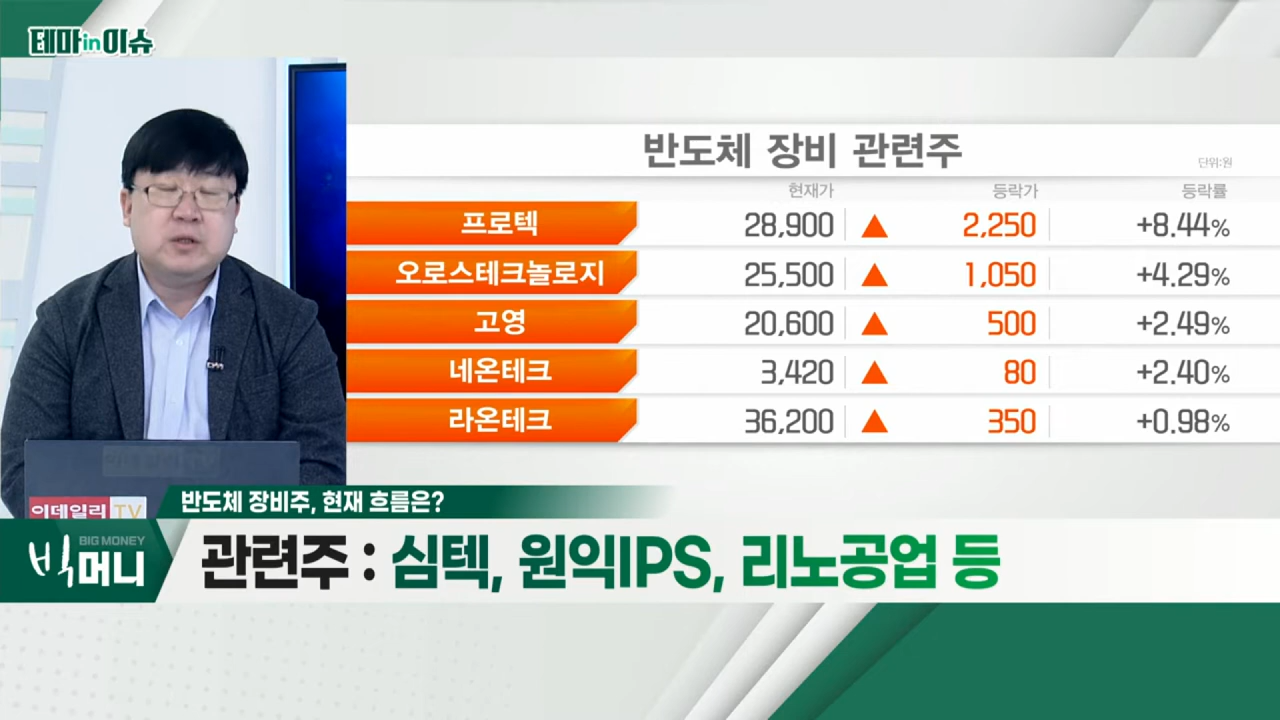 테마in이슈
반도체 장비 관련주
단위:원
현재가 등락가 등락률
프로텍 28,900 ▲ 2,250 +8.44%
오로스테크놀로지 25,500 ▲ 1,050 +4.29%
고영 20,600 ▲ 500 +2.49%
네온테크 3,420 ▲ 80 +2.40%
라온테크 36,200 ▲ 350 +0.98%
이데일리 TV
반도체 장비주, 현재 흐름은?
BIG MONEY
빅머니
관련주 : 심텍, 원익IPS, 리노공업 등